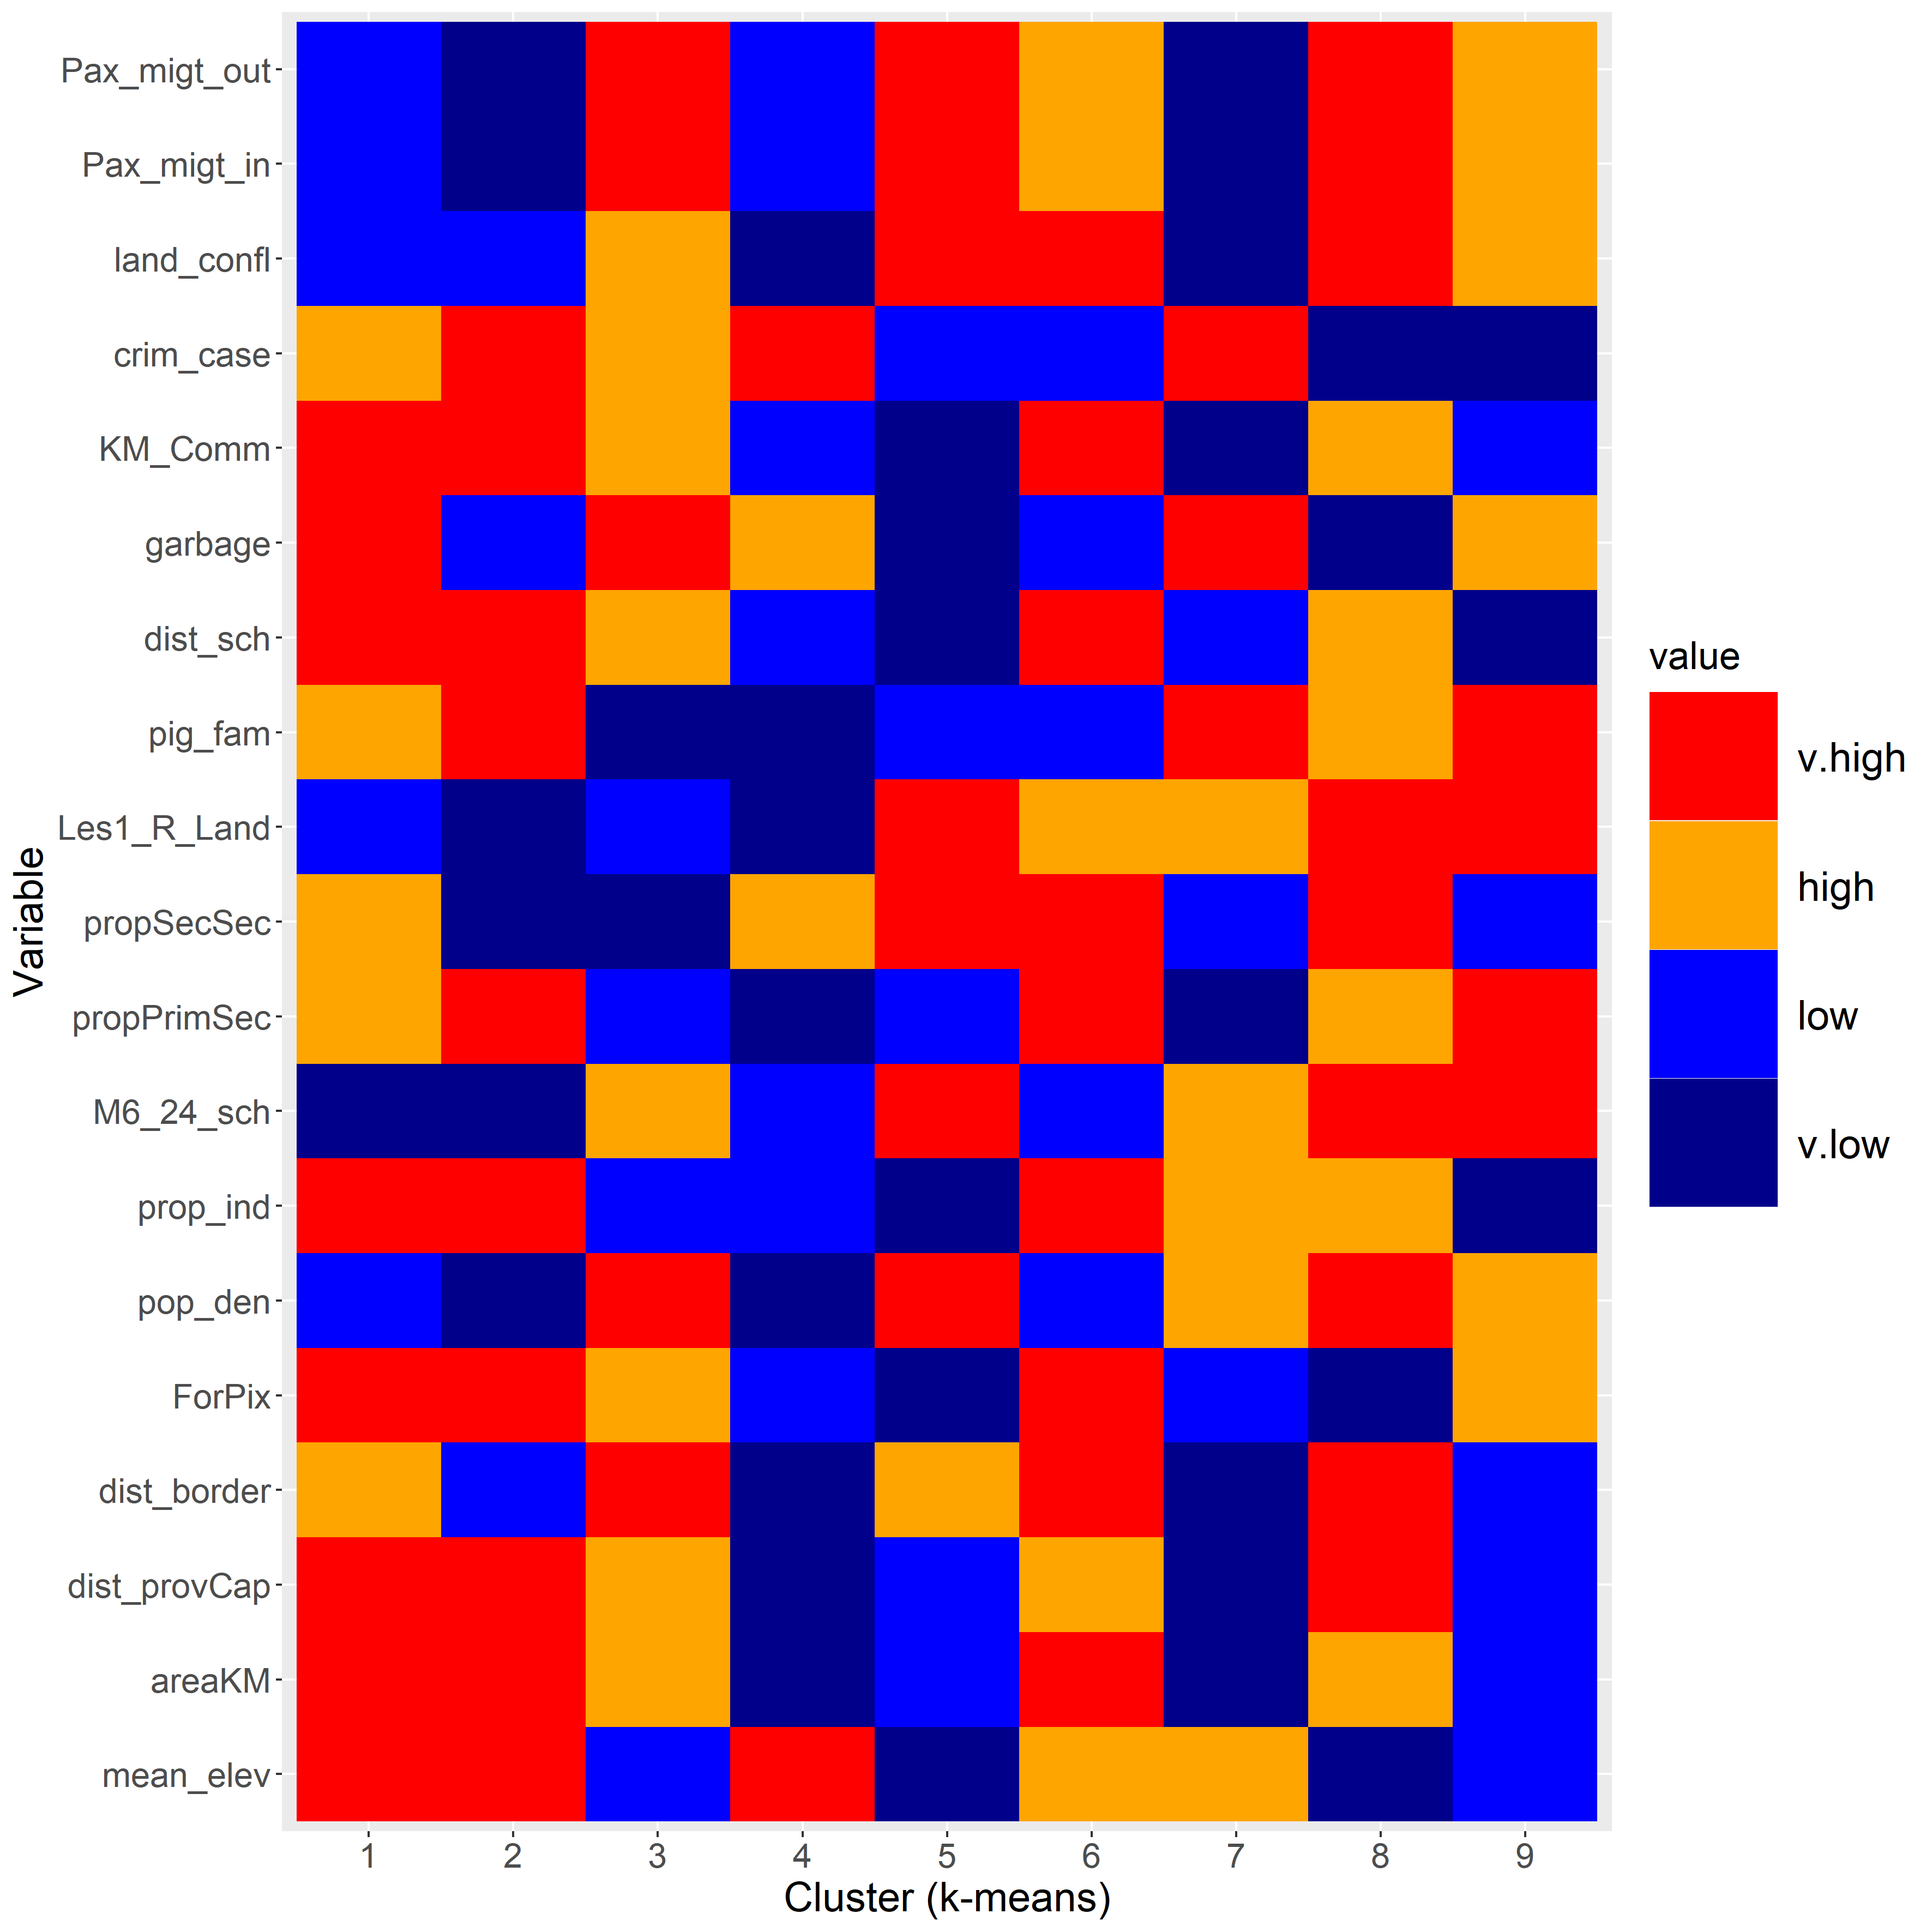 Pax_migt_out
Pax_migt_in
land_confl
crim_case
KM_Comm
garbage
dist_sch
pig_fam
Les1_R_Land
propSecSec
propPrimSec
M6_24_sch
prop_ind
pop_den
ForPix
dist_border
dist_provCap
areaKM
mean_elev
Variable
1 2 3 4 5 6 7 8 9
Cluster (k-means)
value
v.high
high
low
v.low